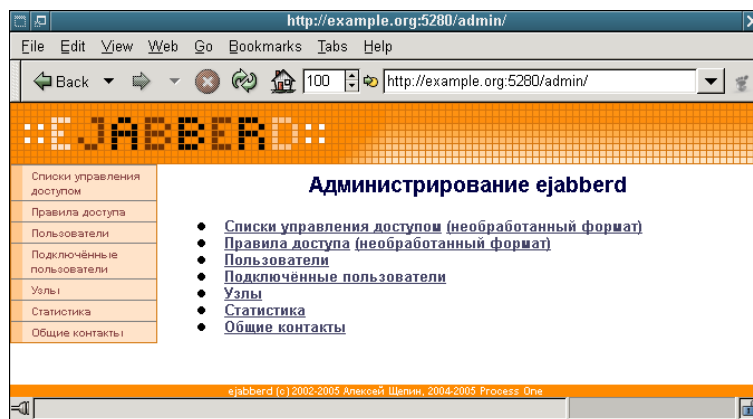 http://example.org:5280/admin/
File Edit View Web Go Bookmarks Tabs Help
Back 100 http://example.org:5280/admin/
::EJABBERD::
Списки управления
доступом
Правила доступа
Пользователи
Подключённые
пользователи
Узлы
Статистика
Общие контакты
Администрирование ejabberd
Списки управления доступом (необработанный формат)
Правила доступа (необработанный формат)
Пользователи
Подключённые пользователи
Узлы
Статистика
Общие контакты
ejabberd (c) 2002-2005 Алексей Щепин, 2004-2005 Process One